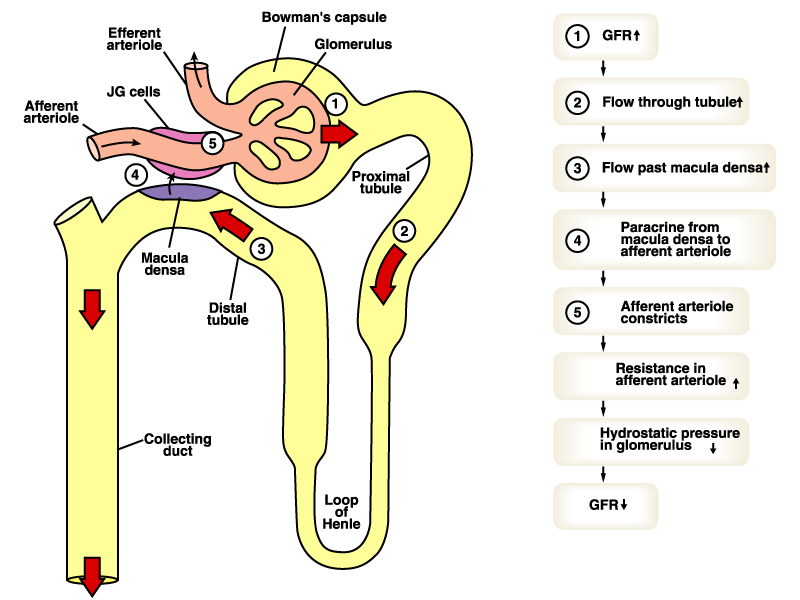 Bowman's capsule
Efferent
arteriole
Glomerulus
JG cells
Afferent
arteriole
1
5
4
Proximal
tubule
2
3
Macula
densa
Distal
tubule
Collecting
duct
Loop
of
Henle
1 GFR↑
2 Flow through tubule↑
3 Flow past macula densa↑
Paracrine from
4 macula densa to
afferent arteriole
5 Afferent arteriole
constricts
Resistance in
afferent arteriole ↑
Hydrostatic pressure
in glomerulus ↓
GFR↓